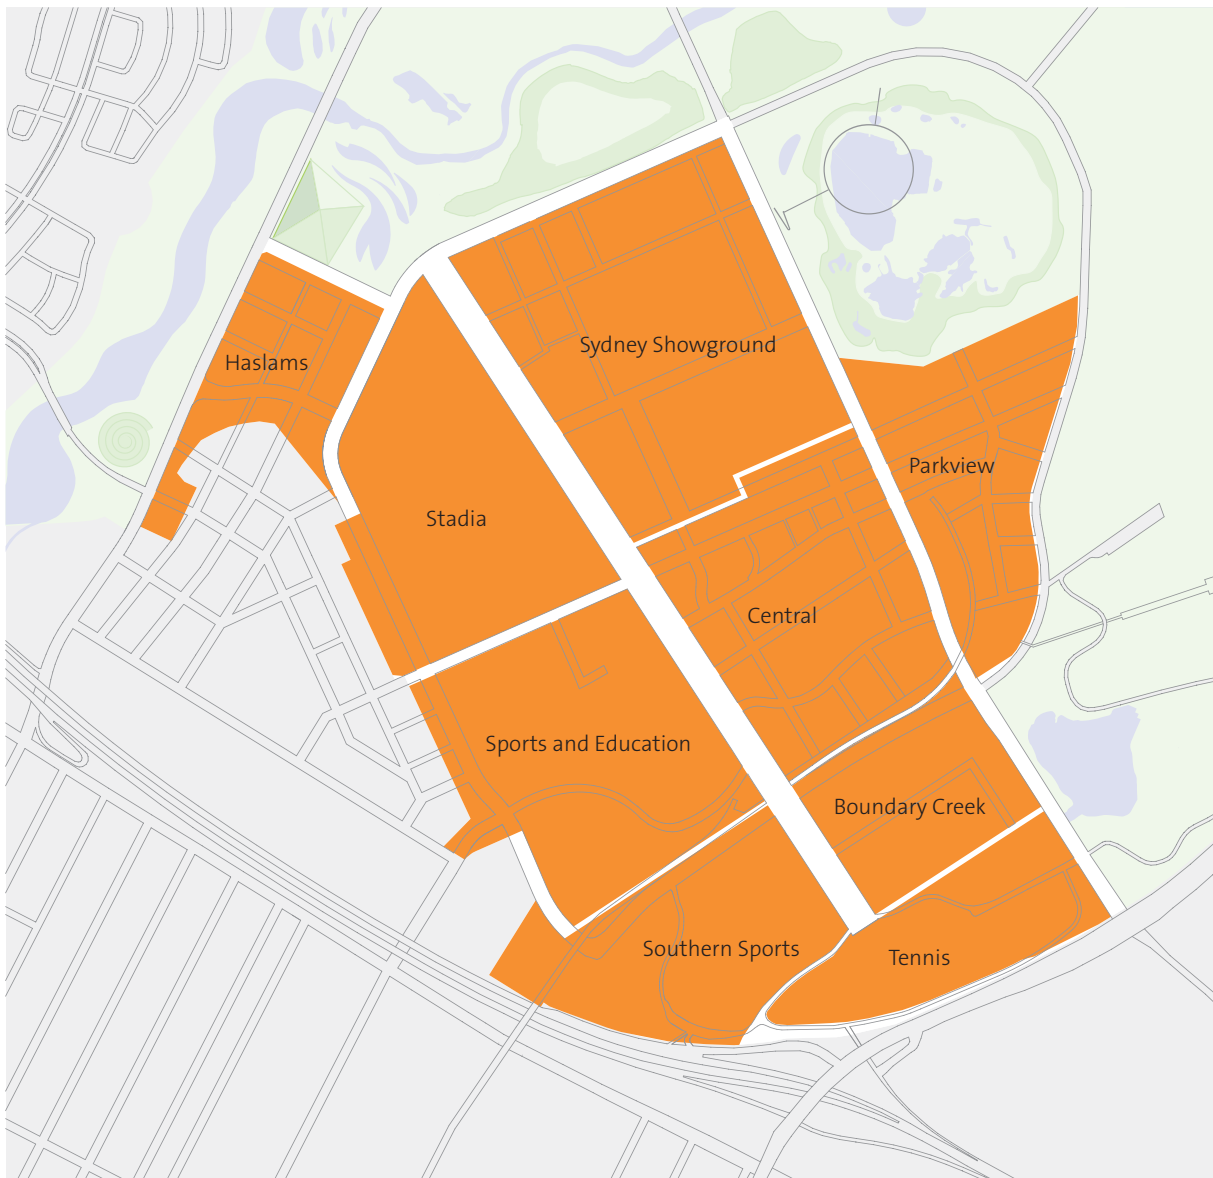 Sydney Showground
Haslams
Parkview
Stadia
Central
Sports and Education
Boundary Creek
Southern Sports
Tennis